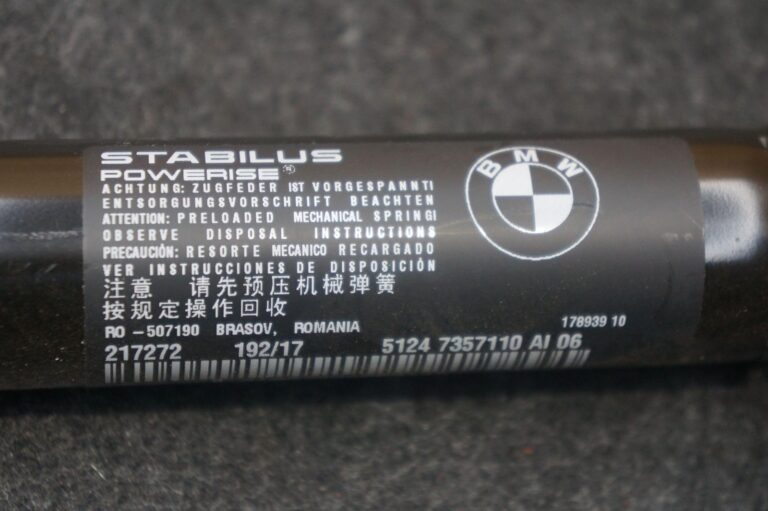 STABILUS
POWERISE®
ACHTUNG: ZUGFEDER IST VORGESPANNT!
ENTSORGUNGSVORSCHRIFT BEACHTEN
ATTENTION: PRELOADED MECHANICAL SPRING!
OBSERVE DISPOSAL INSTRUCTIONS
PRECAUCIÓN: RESORTE MECANICO RECARGADO
VER INSTRUCCIONES DE DISPOSICIÓN
注意 请先预压机械弹簧
按规定操作回收
RO -507190 BRASOV, ROMANIA
217272 192/17 5124 7357110 AI 06
BMW
178939 10